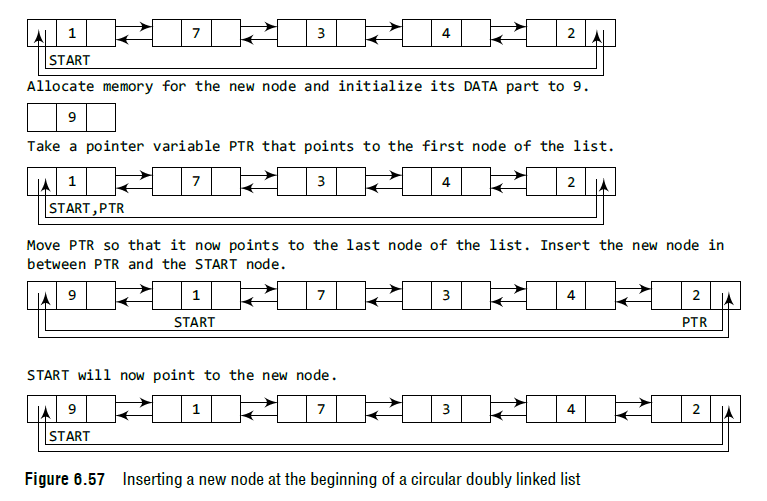 1 7 3 4 2
START
Allocate memory for the new node and initialize its DATA part to 9.
9
Take a pointer variable PTR that points to the first node of the list.
1 7 3 4 2
START,PTR
Move PTR so that it now points to the last node of the list. Insert the new node in
between PTR and the START node.
9 1 7 3 4 2
START PTR
START will now point to the new node.
9 1 7 3 4 2
START
Figure 6.57 Inserting a new node at the beginning of a circular doubly linked list